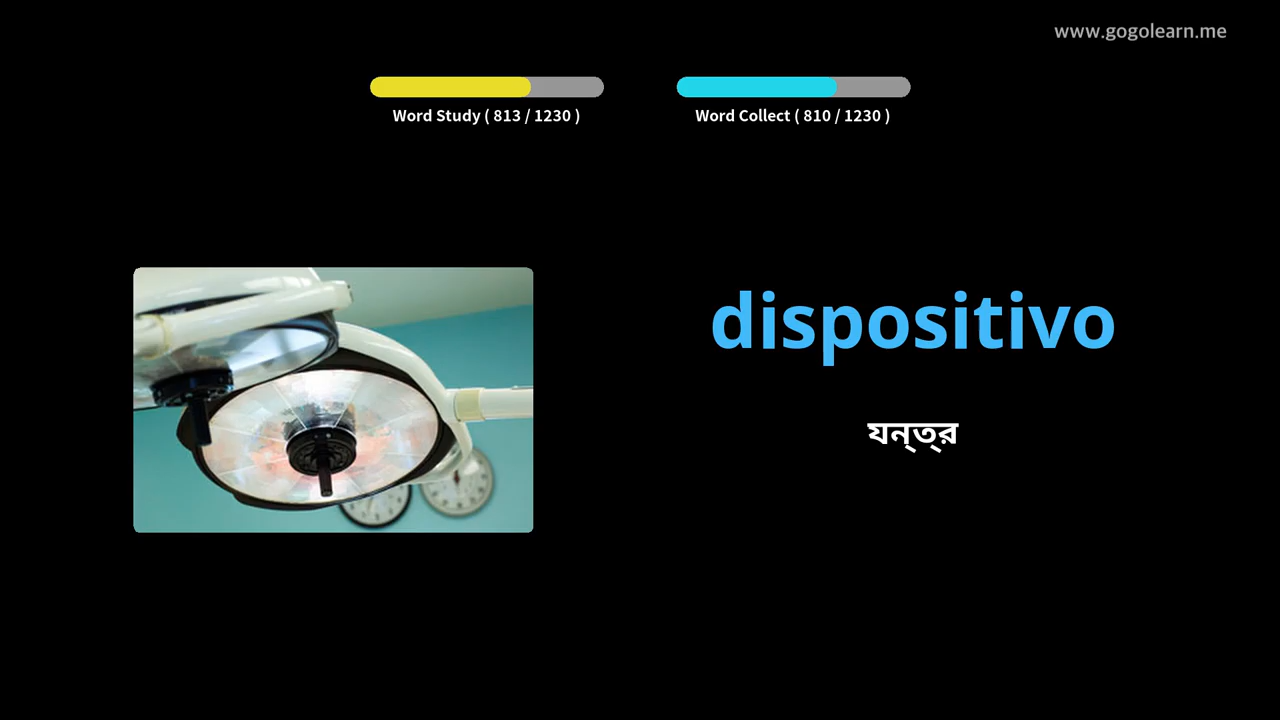 www.gogolearn.me
Word Study ( 813 / 1230 )
Word Collect ( 810 / 1230 )
dispositivo
যন্ত্র